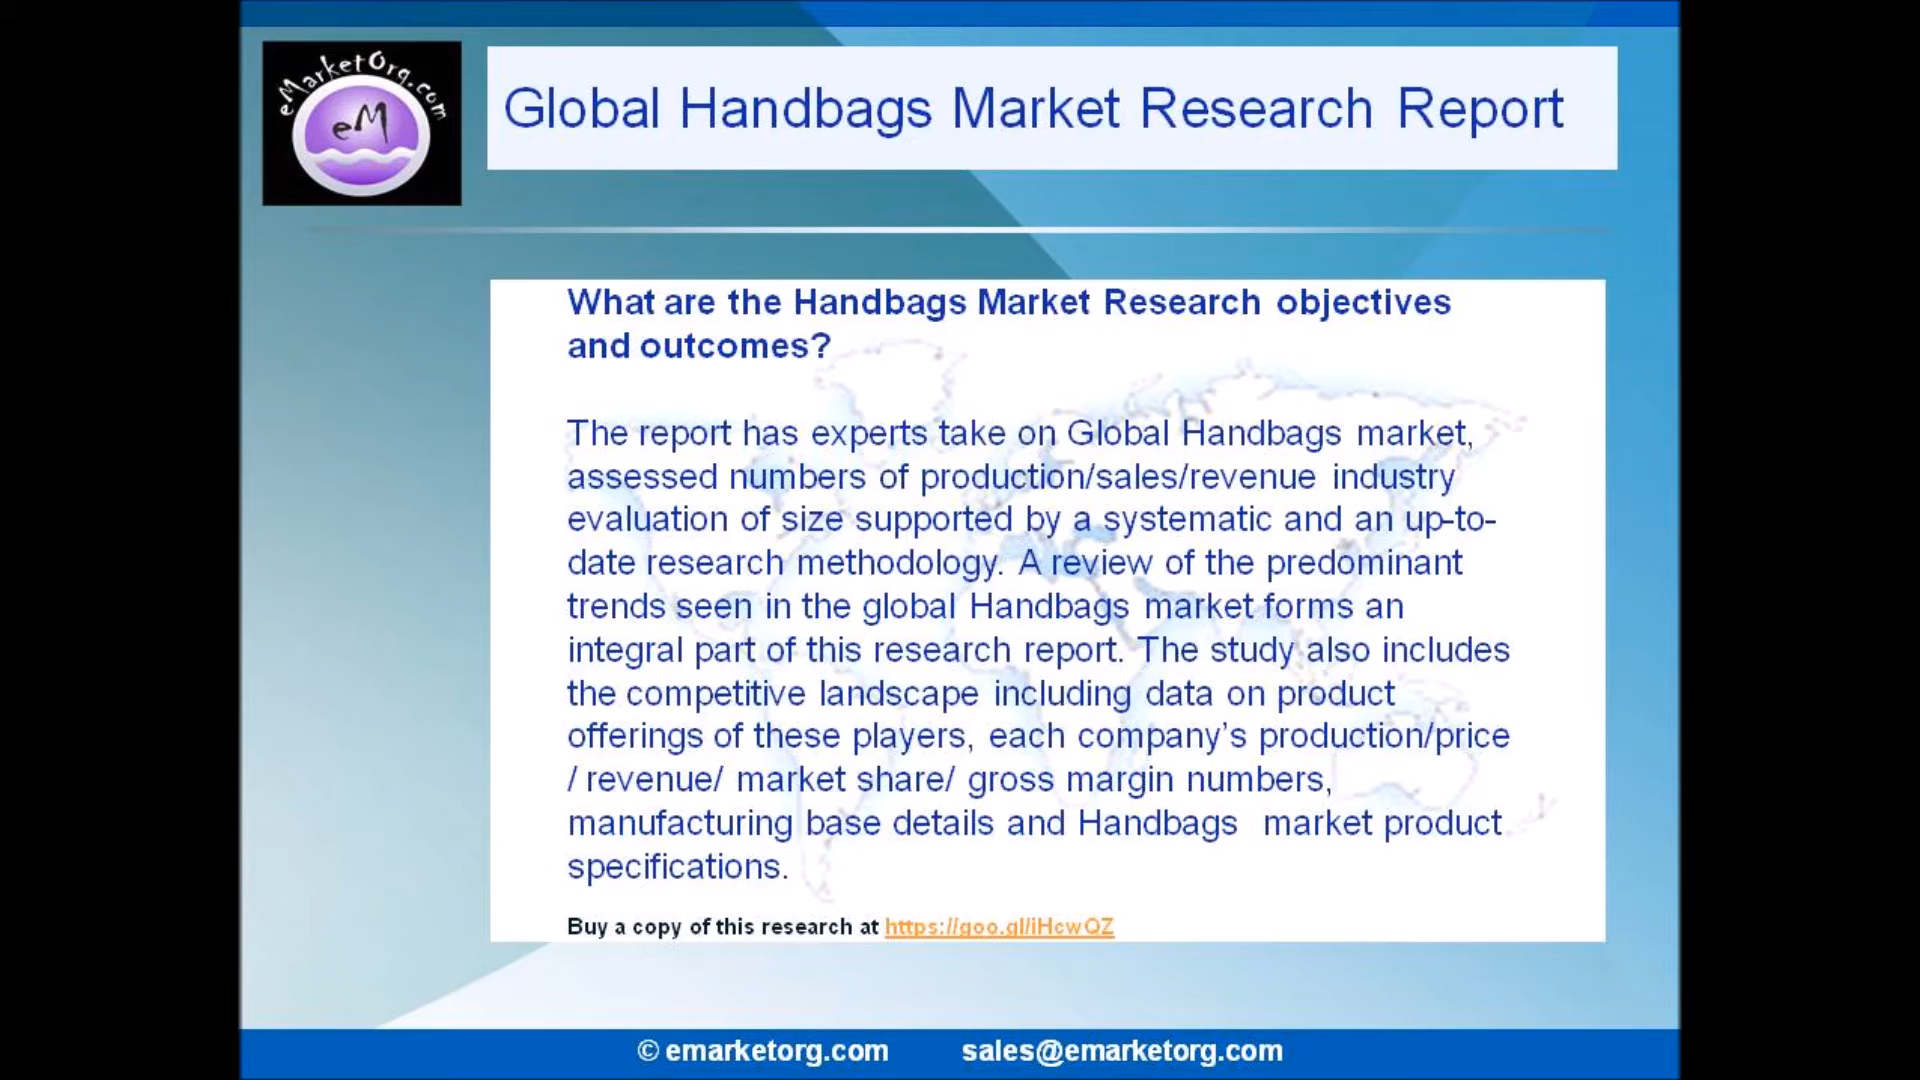 eMarketOrg.com
eM
Global Handbags Market Research Report
What are the Handbags Market Research objectives
and outcomes?
The report has experts take on Global Handbags market,
assessed numbers of production/sales/revenue industry
evaluation of size supported by a systematic and an up-to-
date research methodology. A review of the predominant
trends seen in the global Handbags market forms an
integral part of this research report. The study also includes
the competitive landscape including data on product
offerings of these players, each company’s production/price
/ revenue/ market share/ gross margin numbers,
manufacturing base details and Handbags  market product
specifications.
Buy a copy of this research at https://goo.gl/iHcwQZ
© emarketorg.com sales@emarketorg.com